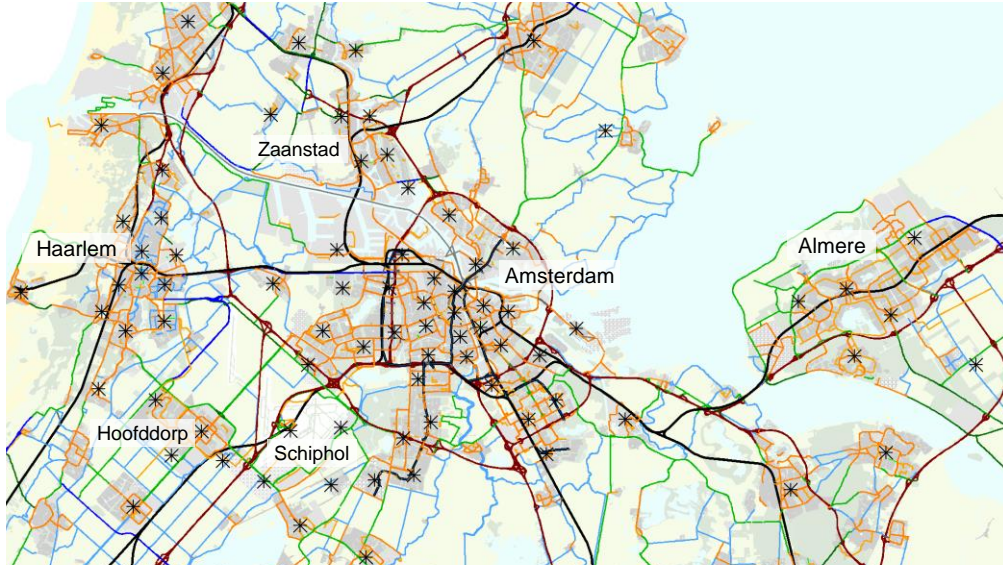 Zaanstad
Haarlem
Amsterdam
Almere
Hoofddorp
Schiphol